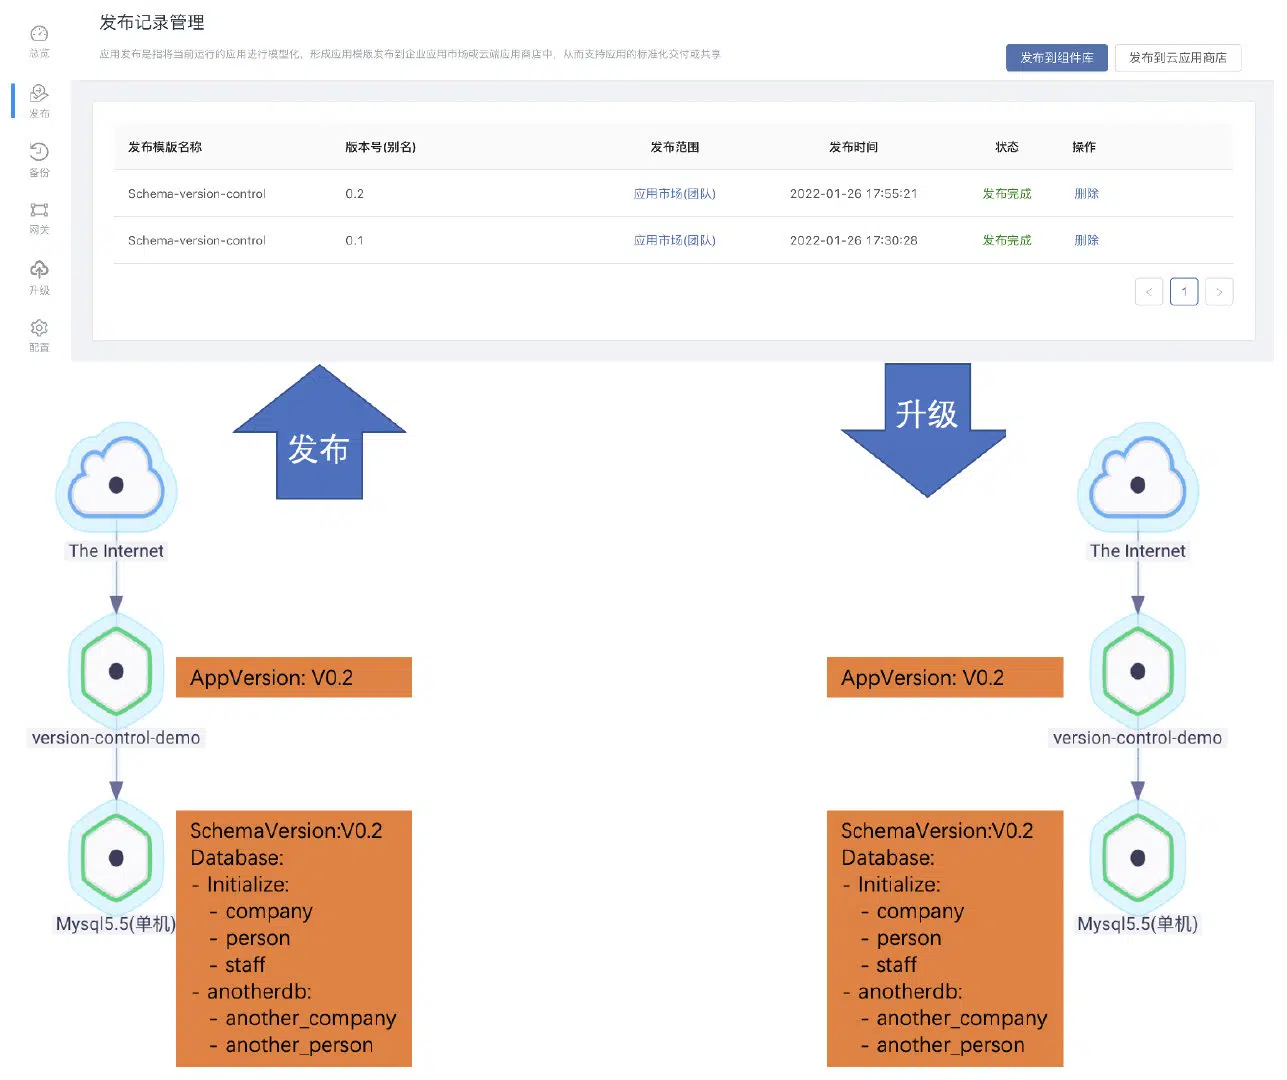 发布记录管理
应用发布是指将当前运行的应用进行模型化，形成应用模版发布到企业应用市场或云端应用商店中，从而支持应用的标准化交付或共享
发布到组件库
发布到云应用商店
总览
发布
备份
网关
升级
配置
发布模版名称 版本号(别名) 发布范围 发布时间 状态 操作
Schema-version-control 0.2 应用市场(团队) 2022-01-26 17:55:21 发布完成 删除
Schema-version-control 0.1 应用市场(团队) 2022-01-26 17:30:28 发布完成 删除
< 1 >
发布
升级
The Internet
AppVersion: V0.2
version-control-demo
SchemaVersion:V0.2
Database:
- Initialize:
- company
- person
- staff
- anotherdb:
- another_company
- another_person
Mysql5.5(单机)
The Internet
AppVersion: V0.2
version-control-demo
SchemaVersion:V0.2
Database:
- Initialize:
- company
- person
- staff
- anotherdb:
- another_company
- another_person
Mysql5.5(单机)